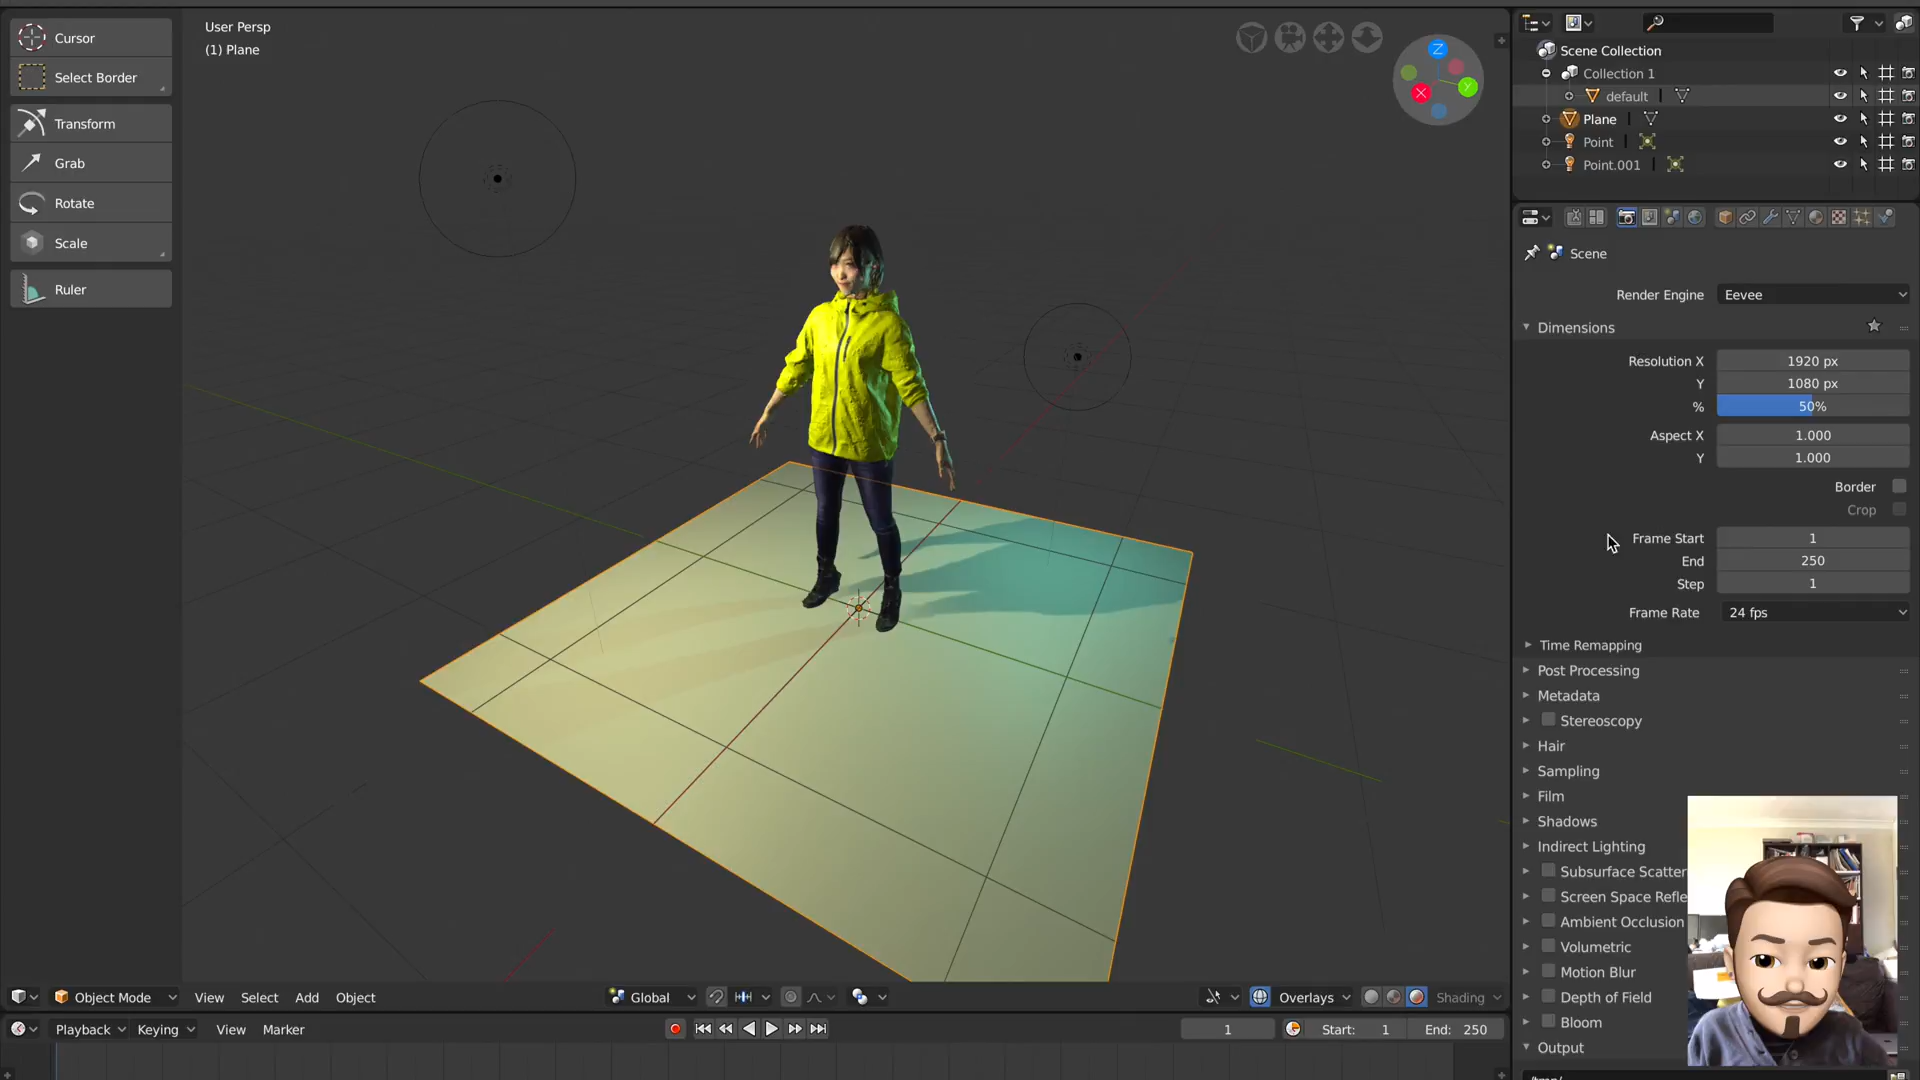 Cursor
Select Border
Transform
Grab
Rotate
Scale
Ruler
User Persp
(1) Plane
Z
Y
X
Scene Collection
Collection 1
default
Plane
Point
Point.001
Scene
Render Engine Eevee
Dimensions
Resolution X 1920 px
Y 1080 px
% 50%
Aspect X 1.000
Y 1.000
Border
Crop
Frame Start 1
End 250
Step 1
Frame Rate 24 fps
Time Remapping
Post Processing
Metadata
Stereoscopy
Hair
Sampling
Film
Shadows
Indirect Lighting
Subsurface Scatter
Screen Space Refle
Ambient Occlusion
Volumetric
Motion Blur
Depth of Field
Bloom
Output
Object Mode View Select Add Object Global Overlays Shading
Playback Keying View Marker 1 Start: 1 End: 250